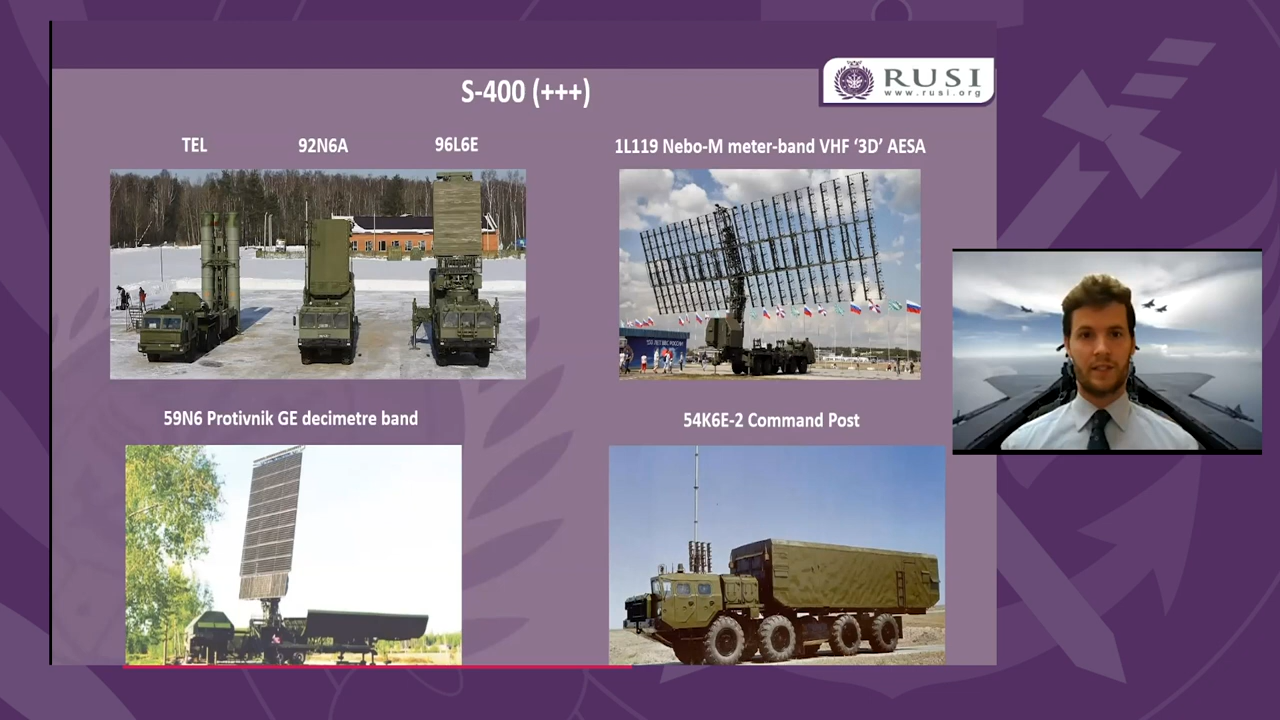 S-400 (+++)
RUSI
www.rusi.org
TEL
92N6A
96L6E
1L119 Nebo-M meter-band VHF ‘3D’ AESA
59N6 Protivnik GE decimetre band
54K6E-2 Command Post